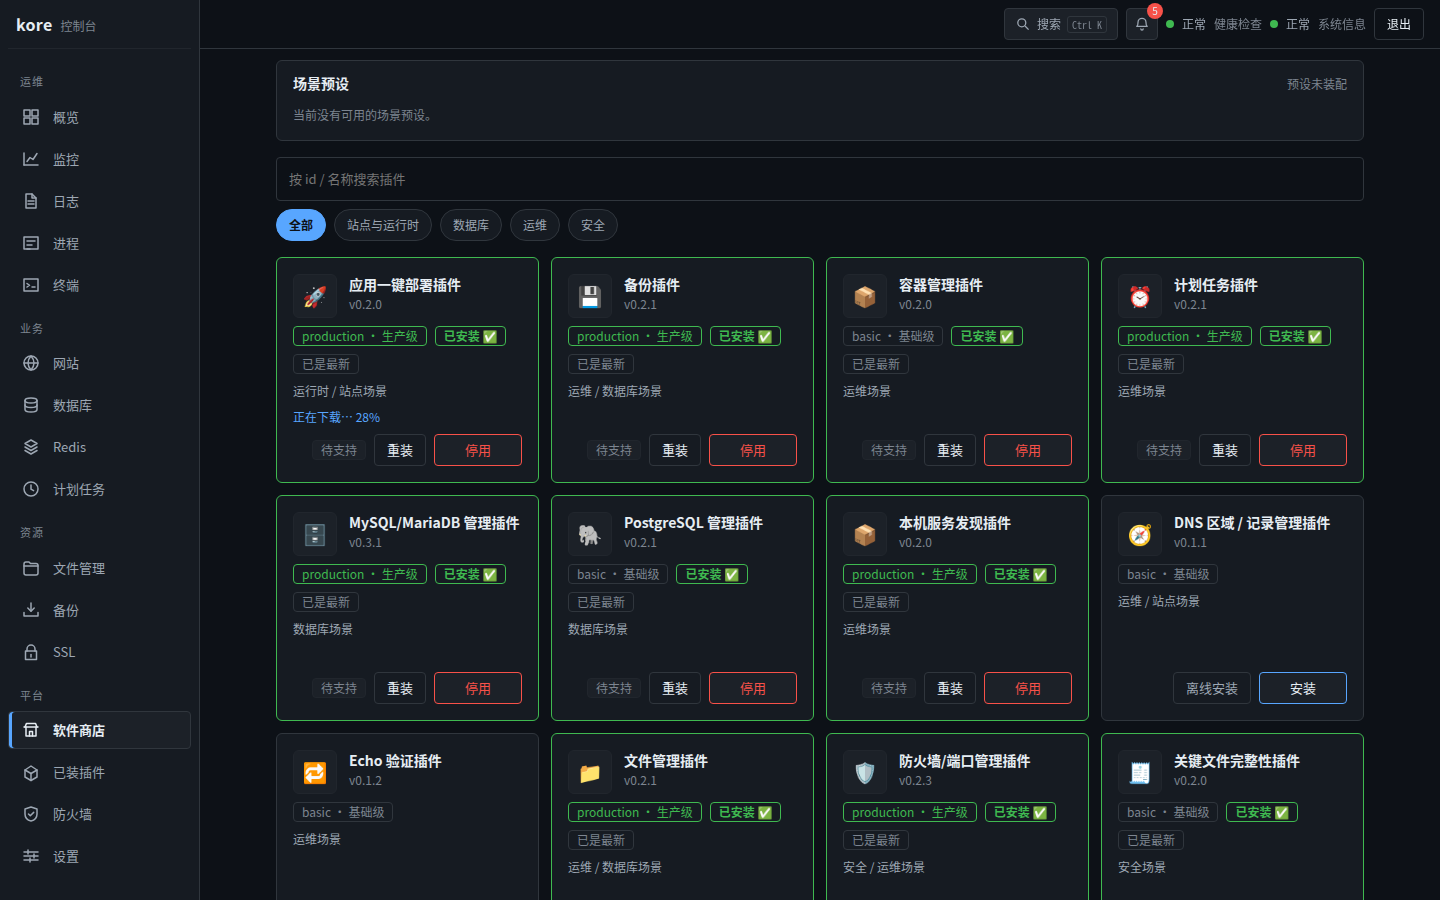 kore 控制台
搜索 Ctrl K
5
正常 健康检查
正常 系统信息
退出
运维
概览
监控
日志
进程
终端
业务
网站
数据库
Redis
计划任务
资源
文件管理
备份
SSL
平台
软件商店
已装插件
防火墙
设置
场景预设
预设未装配
当前没有可用的场景预设。
按 id / 名称搜索插件
全部 站点与运行时 数据库 运维 安全
应用一键部署插件
v0.2.0
production · 生产级 已安装 ✅
已是最新
运行时 / 站点场景
正在下载… 28%
待支持 重装 停用
备份插件
v0.2.1
production · 生产级 已安装 ✅
已是最新
运维 / 数据库场景
待支持 重装 停用
容器管理插件
v0.2.0
basic · 基础级 已安装 ✅
已是最新
运维场景
待支持 重装 停用
计划任务插件
v0.2.1
production · 生产级 已安装 ✅
已是最新
运维场景
待支持 重装 停用
MySQL/MariaDB 管理插件
v0.3.1
production · 生产级 已安装 ✅
已是最新
数据库场景
待支持 重装 停用
PostgreSQL 管理插件
v0.2.1
basic · 基础级 已安装 ✅
已是最新
数据库场景
待支持 重装 停用
本机服务发现插件
v0.2.0
production · 生产级 已安装 ✅
已是最新
运维场景
待支持 重装 停用
DNS 区域 / 记录管理插件
v0.1.1
basic · 基础级
运维 / 站点场景
离线安装 安装
Echo 验证插件
v0.1.2
basic · 基础级
运维场景
文件管理插件
v0.2.1
production · 生产级 已安装 ✅
已是最新
运维 / 数据库场景
防火墙/端口管理插件
v0.2.3
production · 生产级 已安装 ✅
已是最新
安全 / 运维场景
关键文件完整性插件
v0.2.0
basic · 基础级 已安装 ✅
已是最新
安全场景